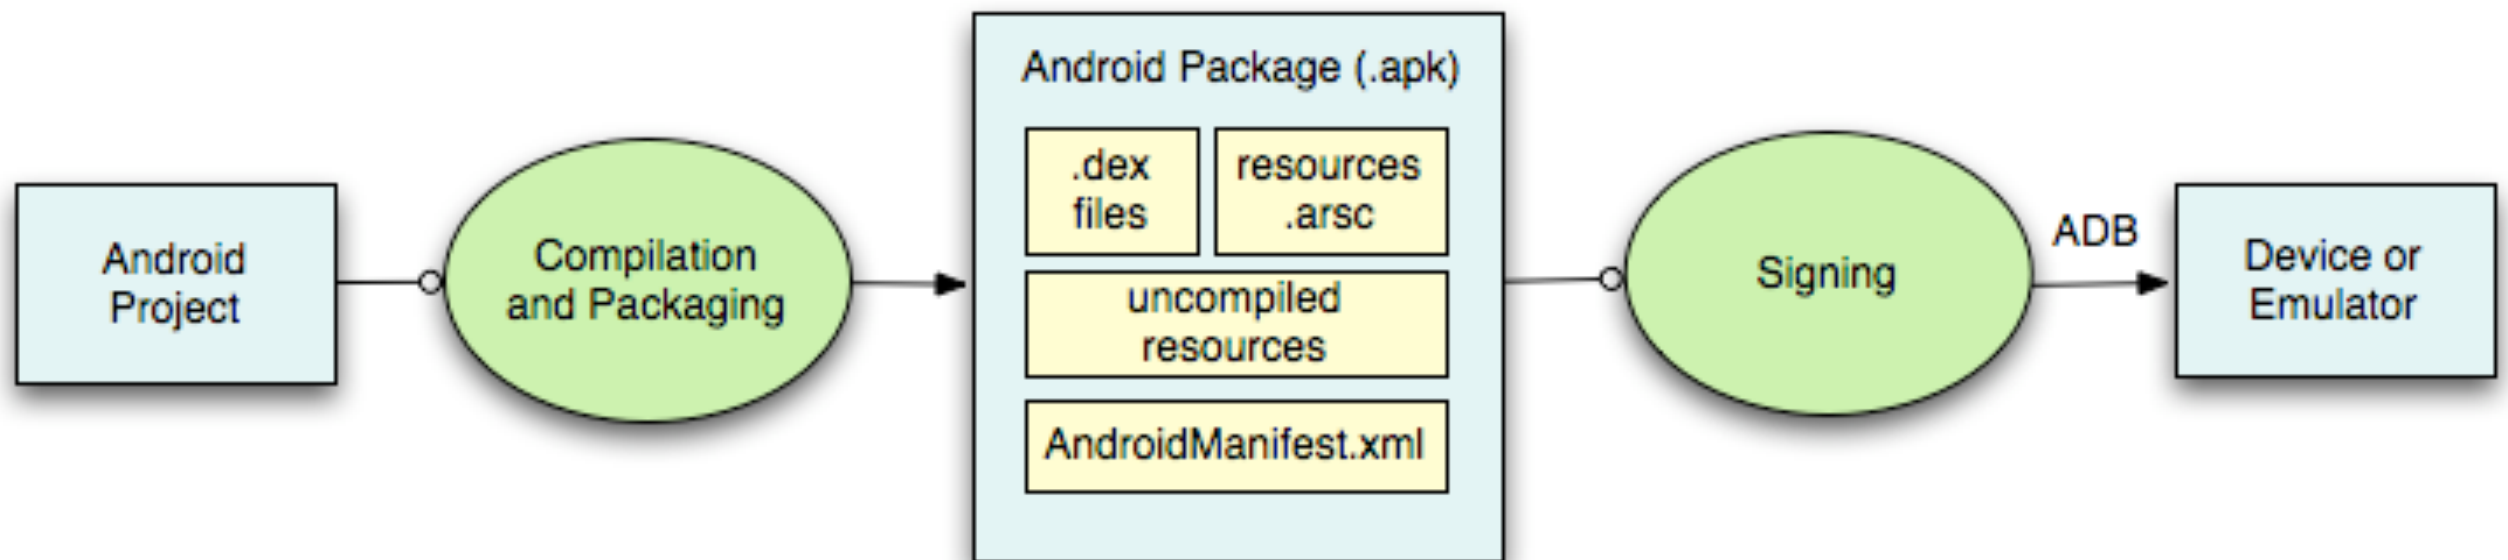 Android
Project
Compilation
and Packaging
Android Package (.apk)
.dex
files
resources
.arsc
uncompiled
resources
AndroidManifest.xml
Signing
ADB
Device or
Emulator